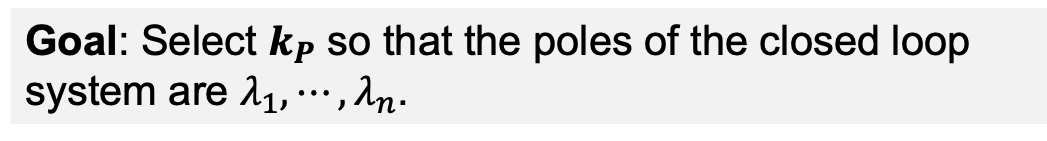 Goal: Select 𝒌𝑷 so that the poles of the closed loop
system are 𝜆₁, ⋯ , 𝜆ₙ.